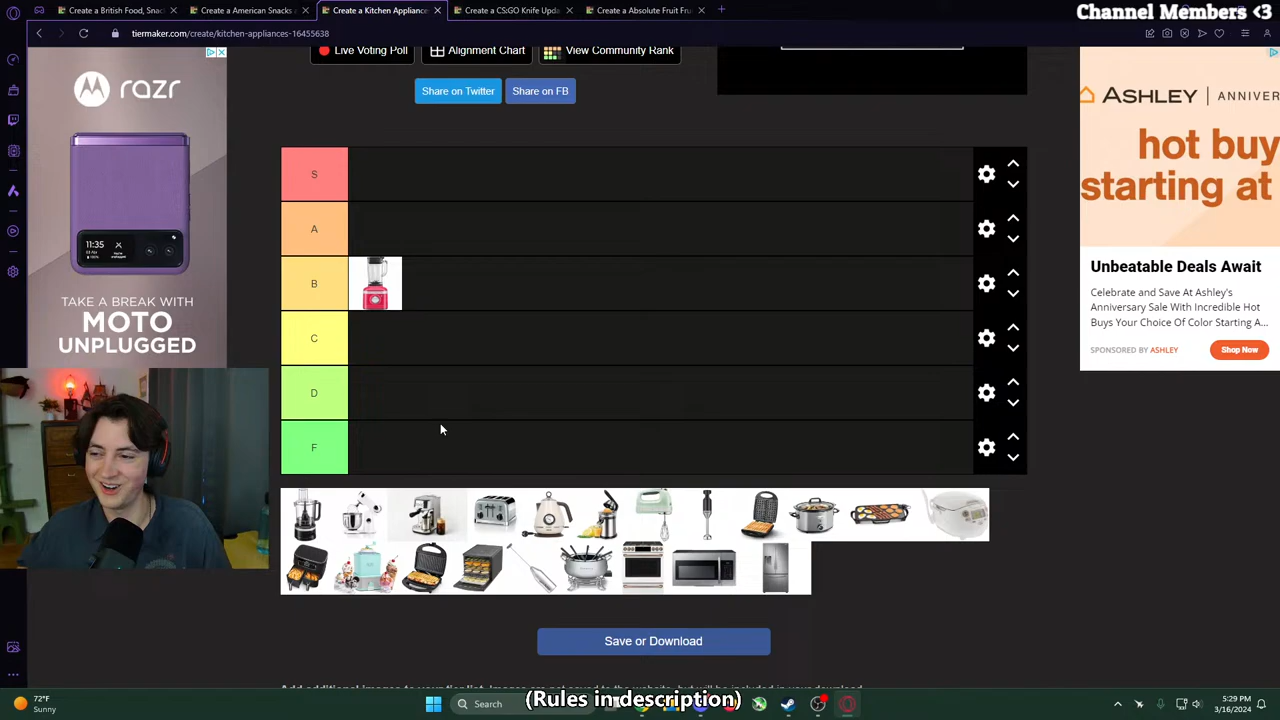 Create a British Food, Snac
Create a American Snacks a
Create a Kitchen Appliance
Create a CS:GO Knife Upda
Create a Absolute Fruit Fru
Channel Members <3
tiermaker.com/create/kitchen-appliances-16455638
Live Voting Poll
Alignment Chart
View Community Rank
Share on Twitter
Share on FB
razr
11:35
TAKE A BREAK WITH
MOTO
UNPLUGGED
ASHLEY
ANNIVER
hot buy
starting at
Unbeatable Deals Await
Celebrate and Save At Ashley's
Anniversary Sale With Incredible Hot
Buys Your Choice Of Color Starting A...
SPONSORED BY ASHLEY
Shop Now
S
A
B
C
D
F
Save or Download
(Rules in description)
72°F
Sunny
Search
5:29 PM
3/16/2024